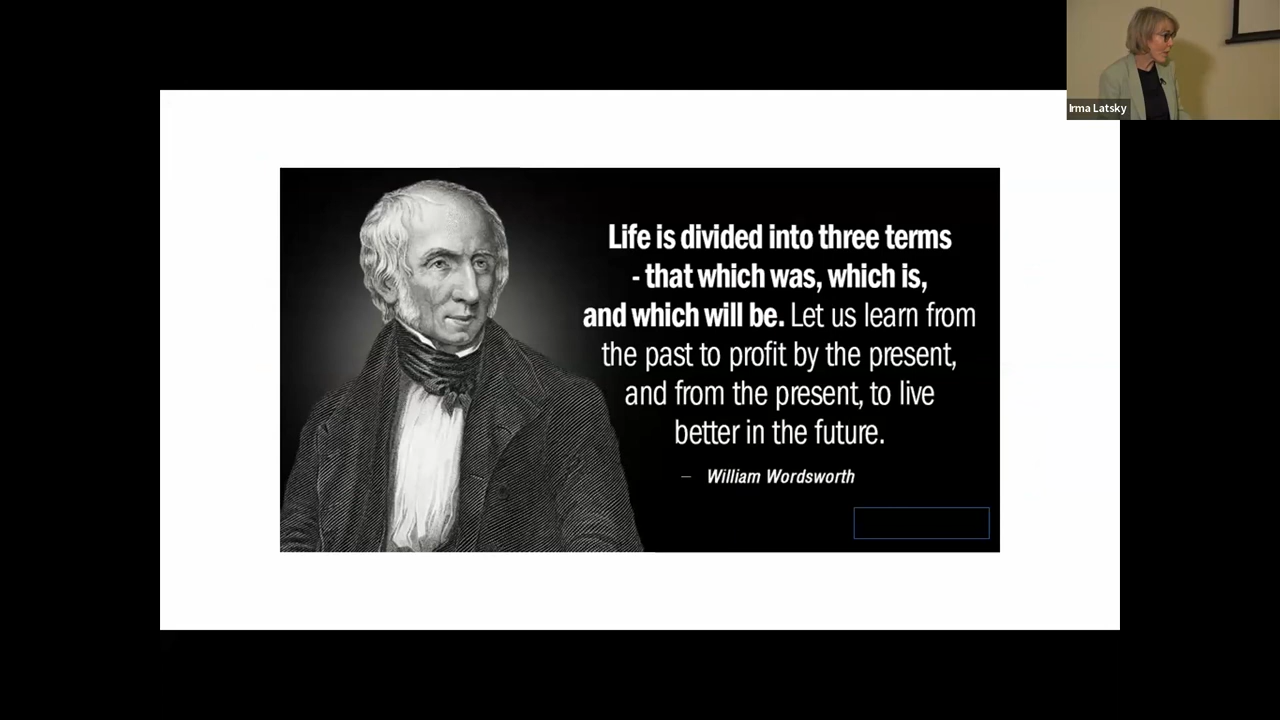 Irma Latsky
Life is divided into three terms
- that which was, which is,
and which will be. Let us learn from
the past to profit by the present,
and from the present, to live
better in the future.
— William Wordsworth